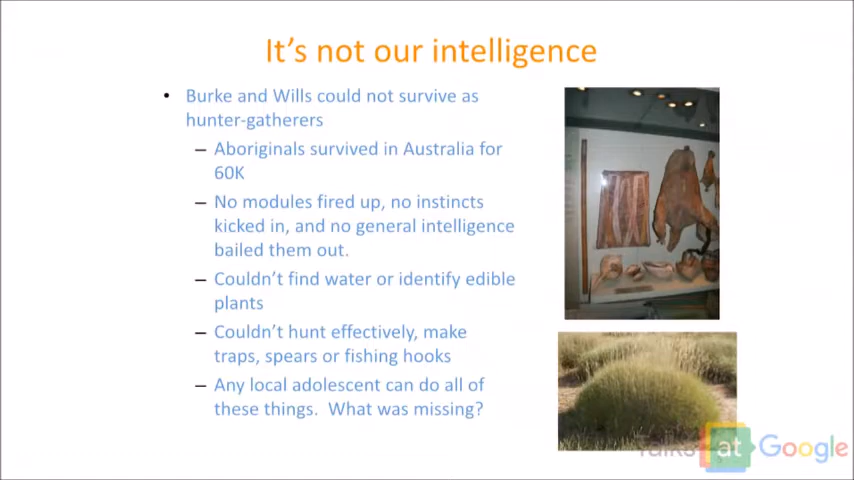 It's not our intelligence
• Burke and Wills could not survive as
hunter-gatherers
– Aboriginals survived in Australia for
60K
– No modules fired up, no instincts
kicked in, and no general intelligence
bailed them out.
– Couldn't find water or identify edible
plants
– Couldn't hunt effectively, make
traps, spears or fishing hooks
– Any local adolescent can do all of
these things.  What was missing?
Talks at Google